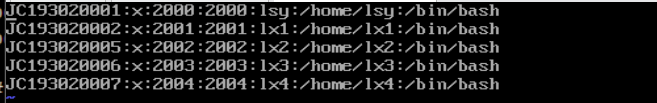 JC193020001:x:2000:2000:lsy:/home/lsy:/bin/bash
JC193020002:x:2001:2001:lx1:/home/lx1:/bin/bash
JC193020005:x:2002:2002:lx2:/home/lx2:/bin/bash
JC193020006:x:2003:2003:lx3:/home/lx3:/bin/bash
JC193020007:x:2004:2004:lx4:/home/lx4:/bin/bash
~